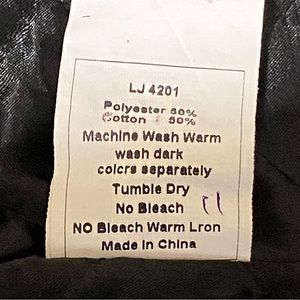 LJ 4201
Polyester 50%
Cotton 50%
Machine Wash Warm
wash dark
colcrs separately
Tumble Dry
No Bleach
11
NO Bleach Warm Lron
Made in China